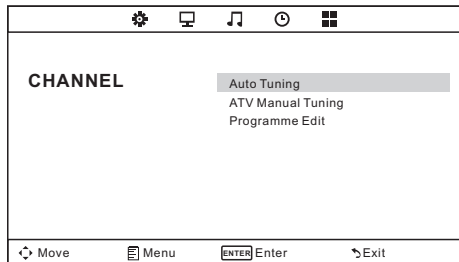 CHANNEL
Auto Tuning
ATV Manual Tuning
Programme Edit
Move Menu ENTER Enter Exit